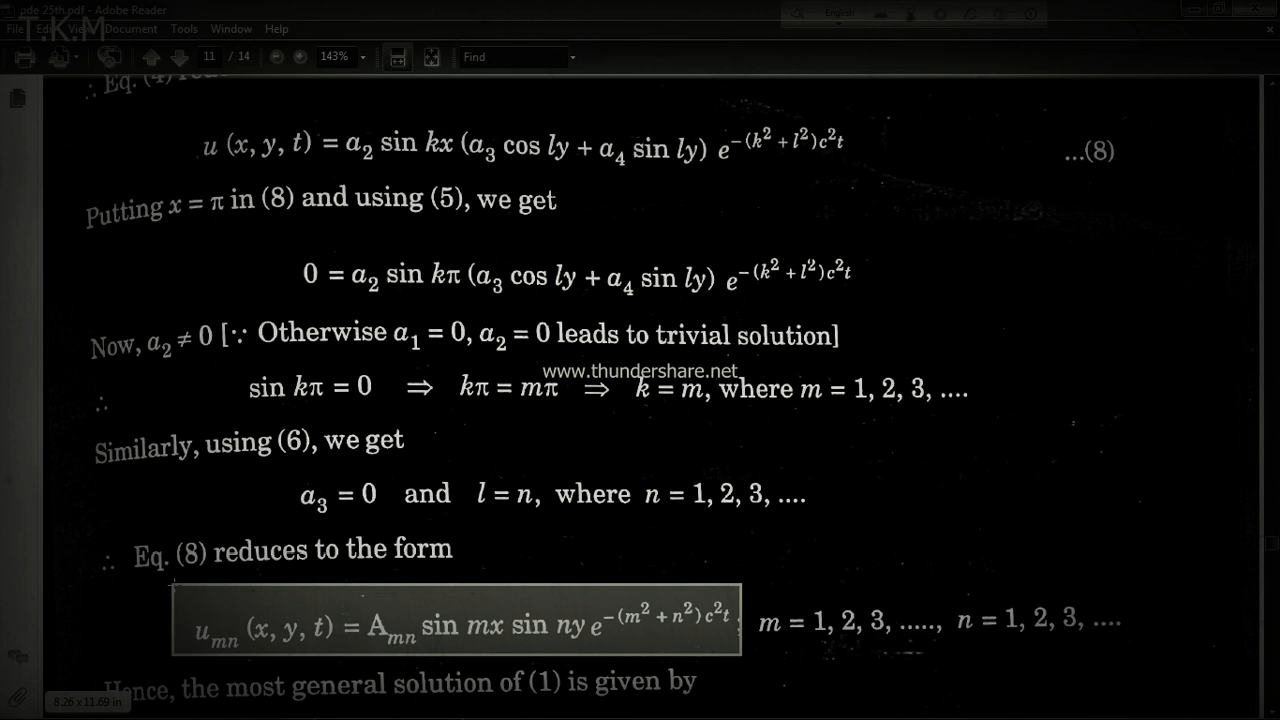 pde 25th.pdf - Adobe Reader
T.K.M
File Edit View Document Tools Window Help
English
11 / 14 143% Find
∴ Eq. (4)
u (x, y, t) = a₂ sin kx (a₃ cos ly + a₄ sin ly) e^–(k² + l²)c²t ...(8)
Putting x = π in (8) and using (5), we get
0 = a₂ sin kπ (a₃ cos ly + a₄ sin ly) e^–(k² + l²)c²t
Now, a₂ ≠ 0 [∵ Otherwise a₁ = 0, a₂ = 0 leads to trivial solution]
www.thundershare.net
∴ sin kπ = 0 ⇒ kπ = mπ ⇒ k = m, where m = 1, 2, 3, ....
Similarly, using (6), we get
a₃ = 0 and l = n, where n = 1, 2, 3, ....
∴ Eq. (8) reduces to the form
uₘₙ (x, y, t) = Aₘₙ sin mx sin ny e^–(m² + n²) c²t ; m = 1, 2, 3, ....., n = 1, 2, 3, ....
Hence, the most general solution of (1) is given by
8.26 x 11.69 in